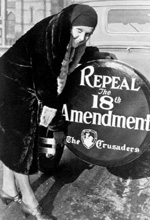 REPEAL
The
18th
AMENDMENT
The Crusaders